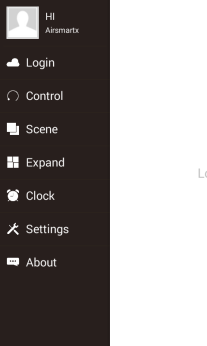 HI
Airsmartx
Login
Control
Scene
Expand
Clock
Settings
About